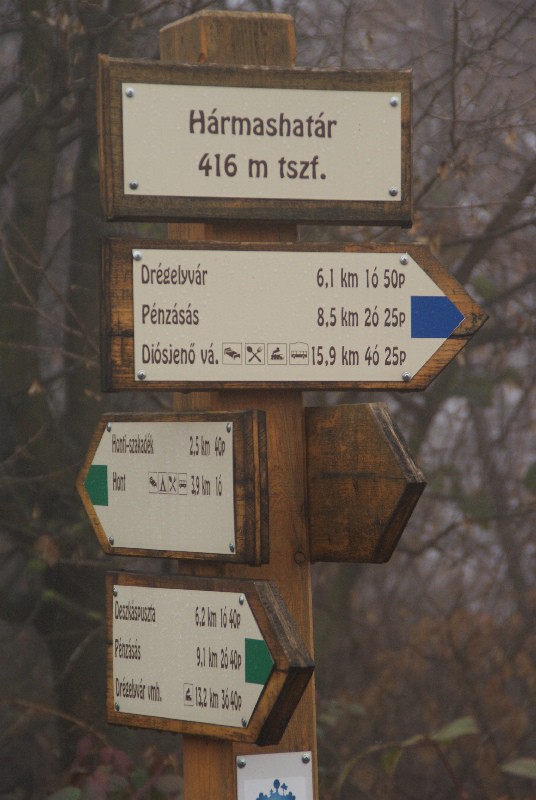 Hármashatár
416 m tszf.
Drégelyvár 6,1 km 1ó 50p
Pénzásás 8,5 km 2ó 25p
Diósjenő vá. 15,9 km 4ó 25p
Honti-szakadék 2,5 km 40p
Hont 3,9 km 1ó
Deszkáspuszta 6,2 km 1ó 40p
Pénzásás 9,1 km 2ó 40p
Drégelyvár vmh. 13,2 km 3ó 40p